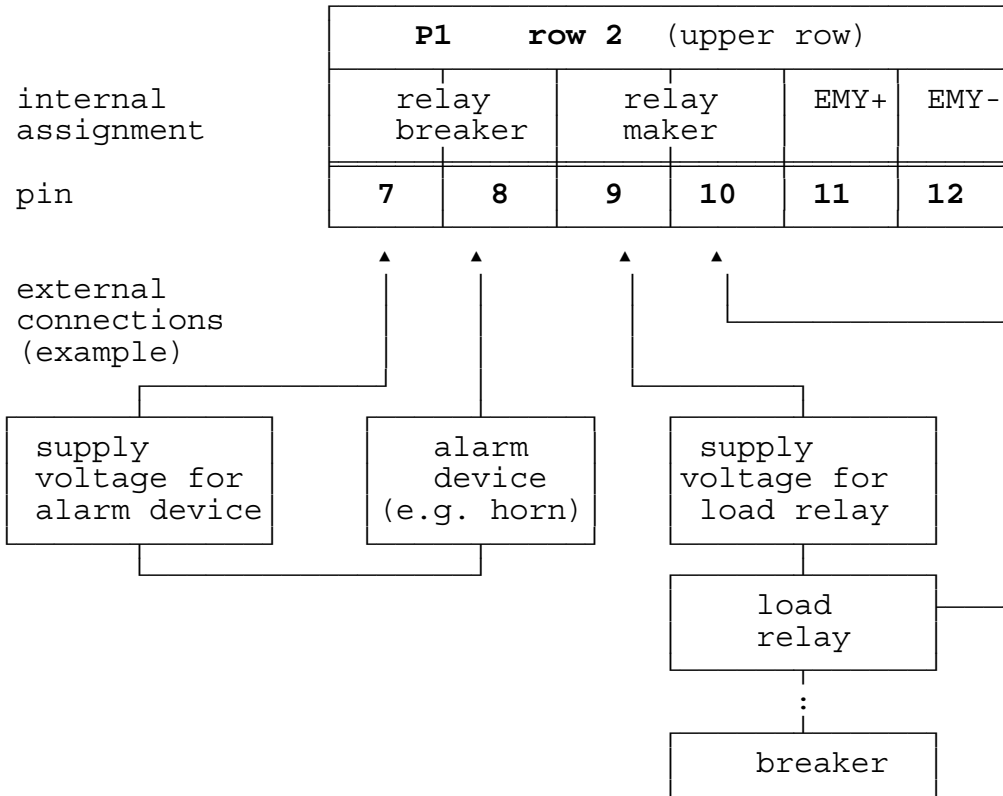 P1 row 2 (upper row)
internal relay relay EMY+ EMY-
assignment breaker maker
pin 7 8 9 10 11 12
external
connections
(example)
supply alarm supply
voltage for device voltage for
alarm device (e.g. horn) load relay
load
relay
:
breaker